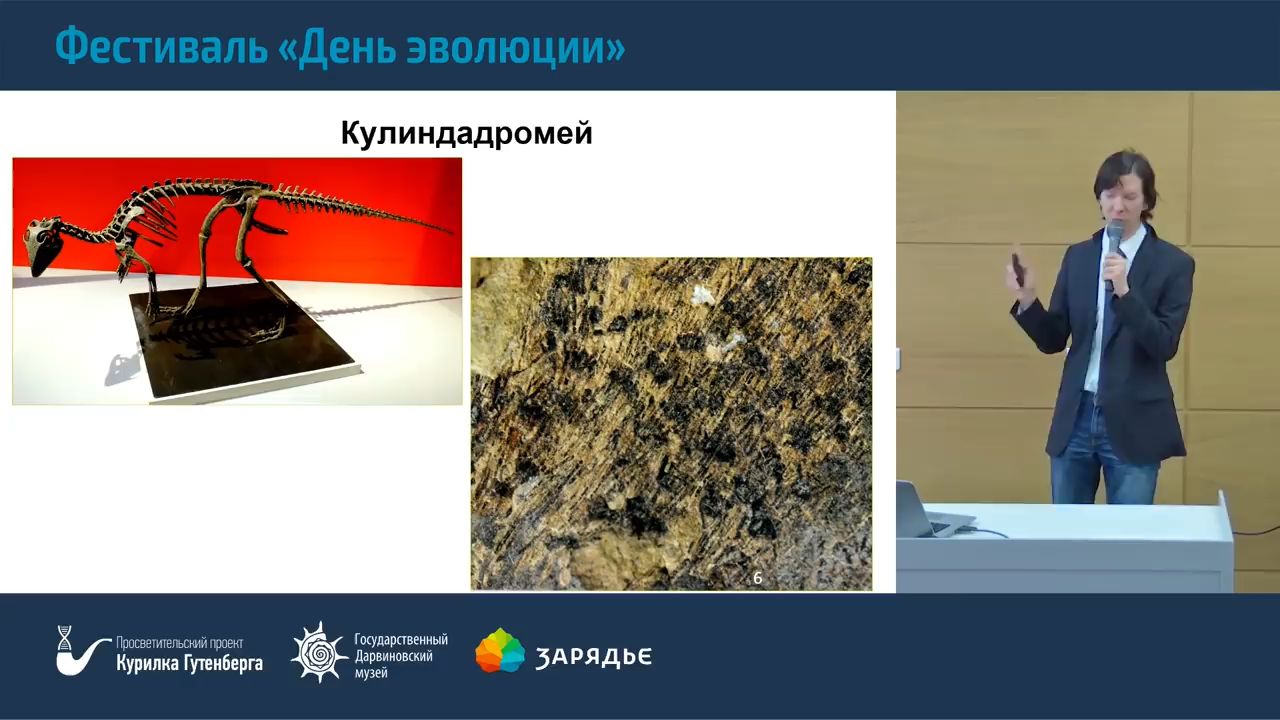 Фестиваль «День эволюции»
Кулиндадромей
6
Просветительский проект
Курилка Гутенберга
Государственный
Дарвиновский
музей
ЗАРЯДЬЕ